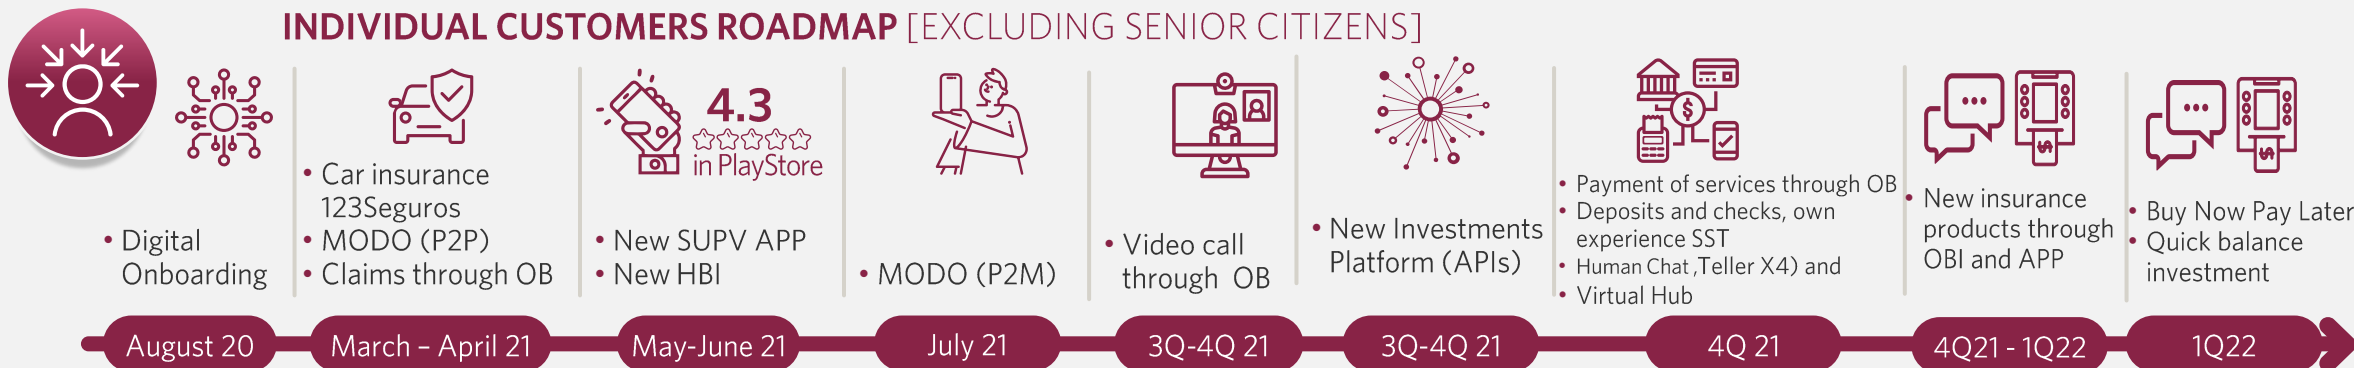 INDIVIDUAL CUSTOMERS ROADMAP [EXCLUDING SENIOR CITIZENS]
• Digital
Onboarding
August 20
• Car insurance
123Seguros
• MODO (P2P)
• Claims through OB
March – April 21
4.3
in PlayStore
• New SUPV APP
• New HBI
May-June 21
• MODO (P2M)
July 21
• Video call
through OB
3Q-4Q 21
• New Investments
Platform (APIs)
3Q-4Q 21
$
• Payment of services through OB
• Deposits and checks, own
experience SST
• Human Chat ,Teller X4) and
• Virtual Hub
4Q 21
$
• New insurance
products through
OBI and APP
4Q21 - 1Q22
$
• Buy Now Pay Later
• Quick balance
investment
1Q22